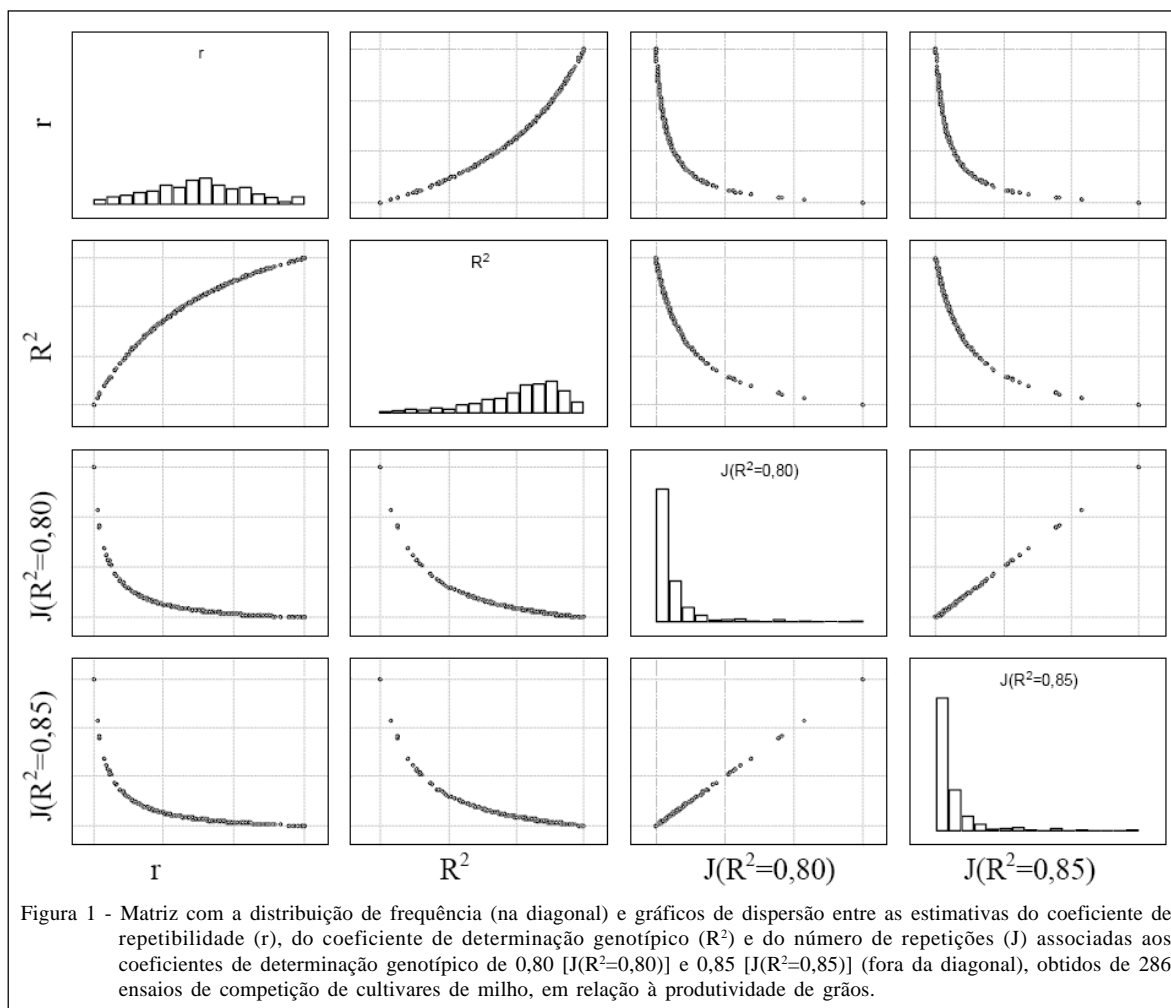 r
r
R²
R²
J(R²=0,80)
J(R²=0,80)
J(R²=0,85)
J(R²=0,85)
r
R²
J(R²=0,80)
J(R²=0,85)
Figura 1 - Matriz com a distribuição de frequência (na diagonal) e gráficos de dispersão entre as estimativas do coeficiente de
repetibilidade (r), do coeficiente de determinação genotípico (R²) e do número de repetições (J) associadas aos
coeficientes de determinação genotípico de 0,80 [J(R²=0,80)] e 0,85 [J(R²=0,85)] (fora da diagonal), obtidos de 286
ensaios de competição de cultivares de milho, em relação à produtividade de grãos.